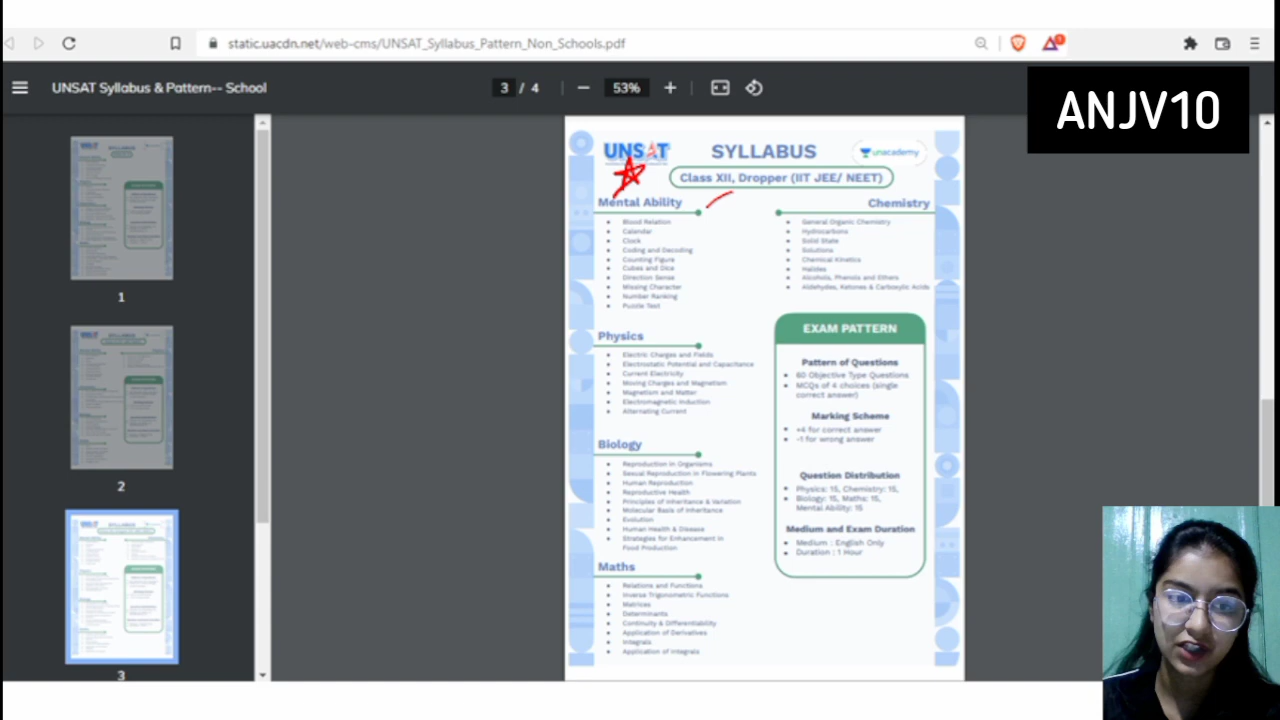 static.uacdn.net/web-cms/UNSAT_Syllabus_Pattern_Non_Schools.pdf
UNSAT Syllabus & Pattern-- School
3 / 4
53%
ANJV10
1
2
3
UNSAT
SYLLABUS
unacademy
Class XII, Dropper (IIT JEE/ NEET)
Mental Ability
Blood Relation
Calendar
Clock
Coding and Decoding
Counting Figure
Cubes and Dice
Direction Sense
Missing Character
Number Ranking
Puzzle Test
Physics
Electric Charges and Fields
Electrostatic Potential and Capacitance
Current Electricity
Moving Charges and Magnetism
Magnetism and Matter
Electromagnetic Induction
Alternating Current
Biology
Reproduction in Organisms
Sexual Reproduction in Flowering Plants
Human Reproduction
Reproductive Health
Principles of Inheritance & Variation
Molecular Basis of Inheritance
Evolution
Human Health & Disease
Strategies for Enhancement in
Food Production
Maths
Relations and Functions
Inverse Trigonometric Functions
Matrices
Determinants
Continuity & Differentiability
Application of Derivatives
Integrals
Application of Integrals
Chemistry
General Organic Chemistry
Hydrocarbons
Solid State
Solutions
Chemical Kinetics
Halides
Alcohols, Phenols and Ethers
Aldehydes, Ketones & Carboxylic Acids
EXAM PATTERN
Pattern of Questions
60 Objective Type Questions
MCQs of 4 choices (single
correct answer)
Marking Scheme
+4 for correct answer
-1 for wrong answer
Question Distribution
Physics: 15, Chemistry: 15,
Biology: 15, Maths: 15,
Mental Ability: 15
Medium and Exam Duration
Medium : English Only
Duration : 1 Hour